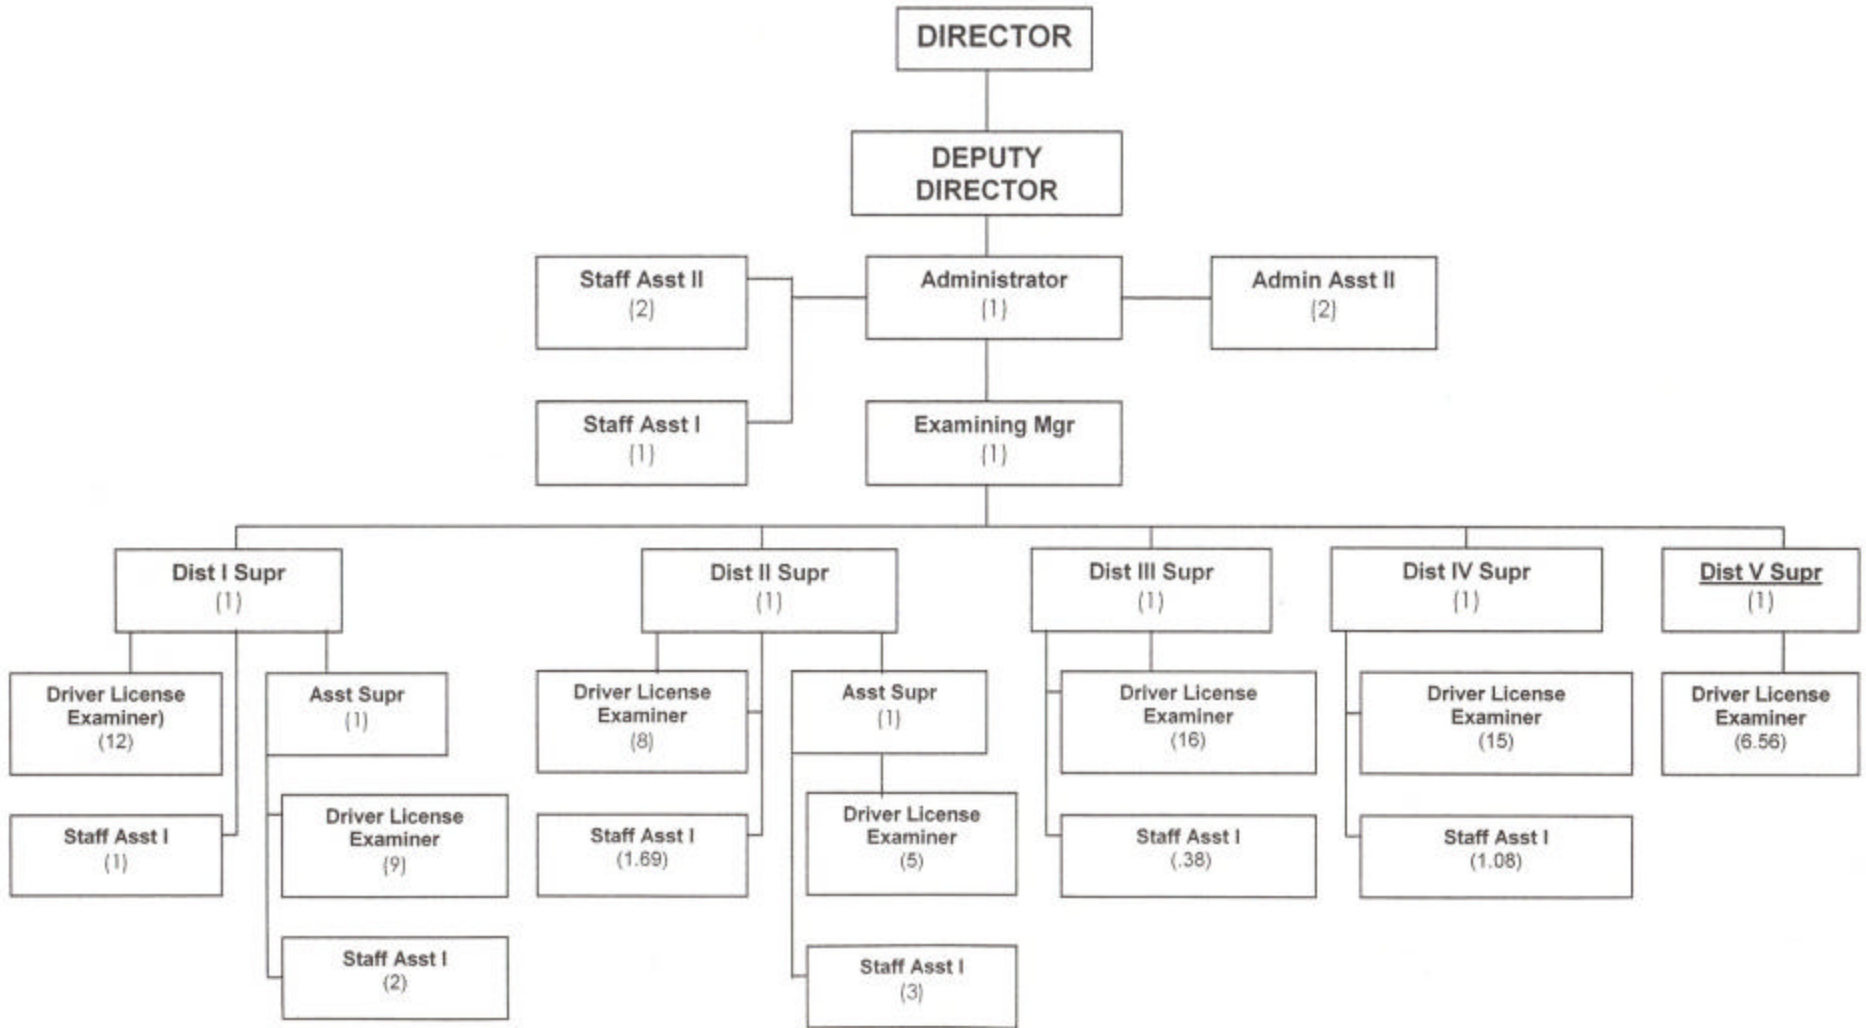 DIRECTOR
DEPUTY
DIRECTOR
Staff Asst II
(2)
Administrator
(1)
Admin Asst II
(2)
Staff Asst I
(1)
Examining Mgr
(1)
Dist I Supr
(1)
Dist II Supr
(1)
Dist III Supr
(1)
Dist IV Supr
(1)
Dist V Supr
(1)
Driver License
Examiner)
(12)
Asst Supr
(1)
Driver License
Examiner
(8)
Asst Supr
(1)
Driver License
Examiner
(16)
Driver License
Examiner
(15)
Driver License
Examiner
(6.56)
Staff Asst I
(1)
Driver License
Examiner
(9)
Staff Asst I
(1.69)
Driver License
Examiner
(5)
Staff Asst I
(.38)
Staff Asst I
(1.08)
Staff Asst I
(2)
Staff Asst I
(3)